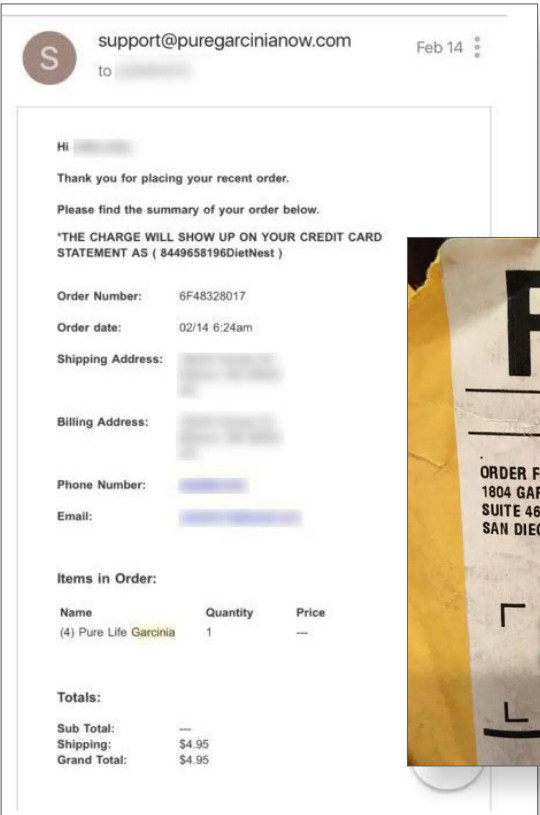 S
support@puregarcinianow.com
Feb 14
to
Hi
Thank you for placing your recent order.
Please find the summary of your order below.
*THE CHARGE WILL SHOW UP ON YOUR CREDIT CARD
STATEMENT AS ( 8449658196DietNest )
Order Number: 6F48328017
Order date: 02/14 6:24am
Shipping Address:
Billing Address:
Phone Number:
Email:
Items in Order:
Name Quantity Price
(4) Pure Life Garcinia 1 ---
Totals:
Sub Total: ---
Shipping: $4.95
Grand Total: $4.95
ORDER F
1804 GAR
SUITE 46
SAN DIEG